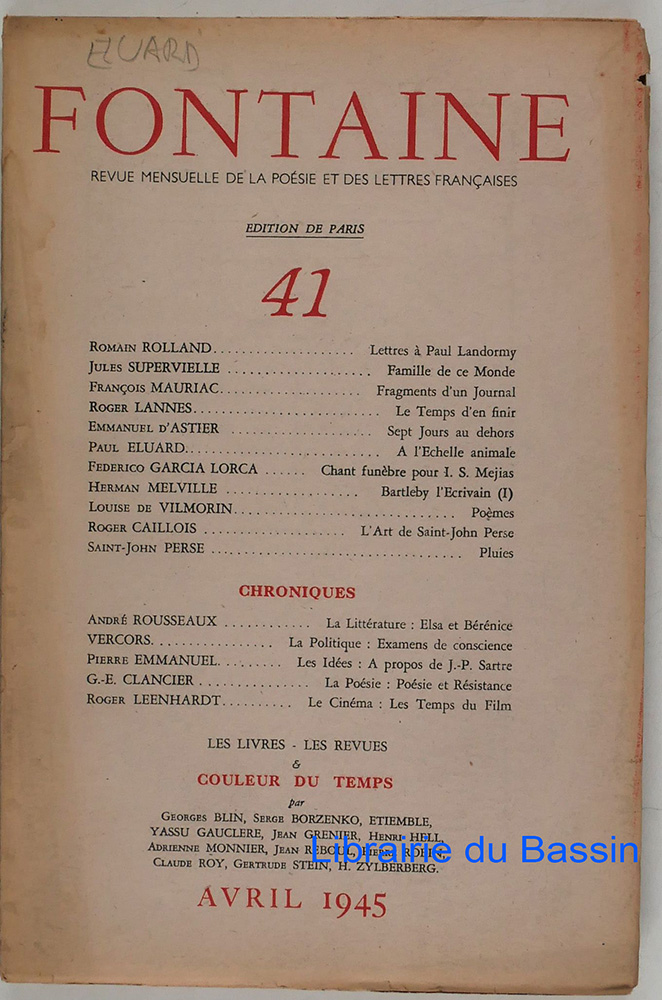 ELUARD
FONTAINE
REVUE MENSUELLE DE LA POÉSIE ET DES LETTRES FRANÇAISES
EDITION DE PARIS
41
ROMAIN ROLLAND.................... Lettres à Paul Landormy
JULES SUPERVIELLE .................... Famille de ce Monde
FRANÇOIS MAURIAC.................... Fragments d'un Journal
ROGER LANNES.......................... Le Temps d'en finir
EMMANUEL D'ASTIER .................... Sept Jours au dehors
PAUL ELUARD........................... A l'Echelle animale
FEDERICO GARCIA LORCA ...... Chant funèbre pour I. S. Mejias
HERMAN MELVILLE ................... Bartleby l'Ecrivain (I)
LOUISE DE VILMORIN............................... Poèmes
ROGER CAILLOIS .................... L'Art de Saint-John Perse
SAINT-JOHN PERSE .................................... Pluies
CHRONIQUES
ANDRÉ ROUSSEAUX ............ La Littérature : Elsa et Bérénice
VERCORS................. La Politique : Examens de conscience
PIERRE EMMANUEL......... Les Idées : A propos de J.-P. Sartre
G.-E. CLANCIER ................ La Poésie : Poésie et Résistance
ROGER LEENHARDT.......... Le Cinéma : Les Temps du Film
LES LIVRES - LES REVUES
&
COULEUR DU TEMPS
par
GEORGES BLIN, SERGE BORZENKO, ETIEMBLE,
YASSU GAUCLERE, JEAN GRENIER, HENRI HELL,
ADRIENNE MONNIER, JEAN REBOUL, PIERRE ROBIN,
CLAUDE ROY, GERTRUDE STEIN, H. ZYLBERBERG.
Librairie du Bassin
AVRIL 1945